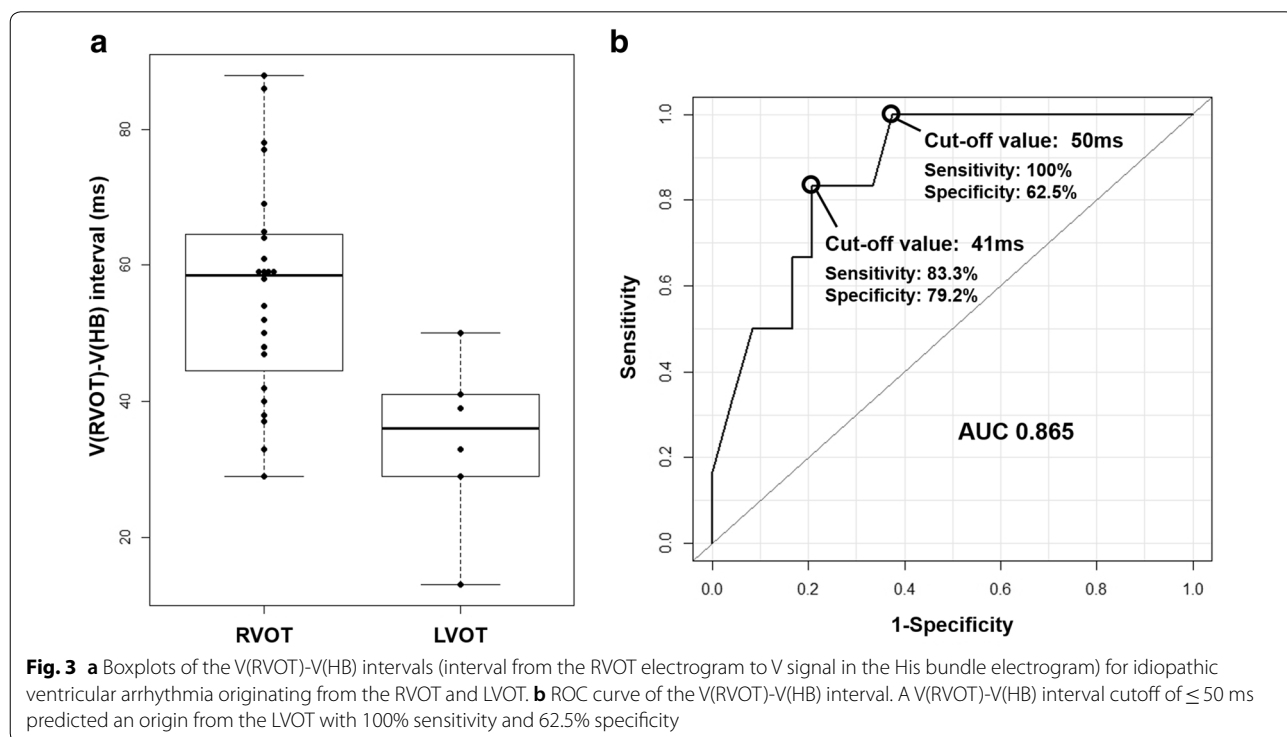 a
b
V(RVOT)-V(HB) interval (ms)
80
60
40
20
RVOT
LVOT
Sensitivity
1.0
0.8
0.6
0.4
0.2
0.0
Cut-off value: 50ms
Sensitivity: 100%
Specificity: 62.5%
Cut-off value: 41ms
Sensitivity: 83.3%
Specificity: 79.2%
AUC 0.865
0.0 0.2 0.4 0.6 0.8 1.0
1-Specificity
Fig. 3 a Boxplots of the V(RVOT)-V(HB) intervals (interval from the RVOT electrogram to V signal in the His bundle electrogram) for idiopathic
ventricular arrhythmia originating from the RVOT and LVOT. b ROC curve of the V(RVOT)-V(HB) interval. A V(RVOT)-V(HB) interval cutoff of ≤ 50 ms
predicted an origin from the LVOT with 100% sensitivity and 62.5% specificity